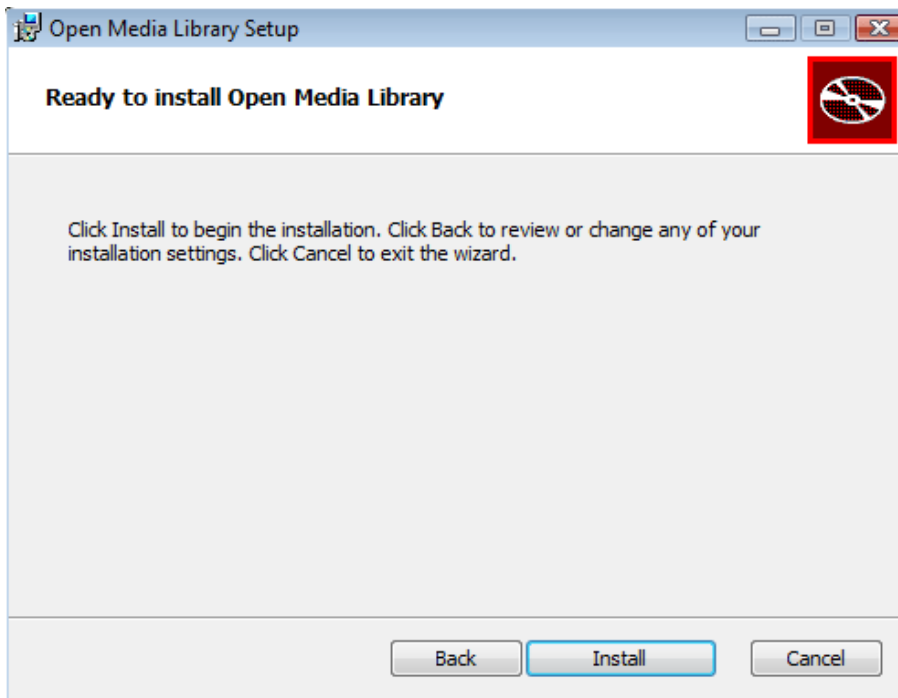 Open Media Library Setup
Ready to install Open Media Library
Click Install to begin the installation. Click Back to review or change any of your
installation settings. Click Cancel to exit the wizard.
Back Install Cancel